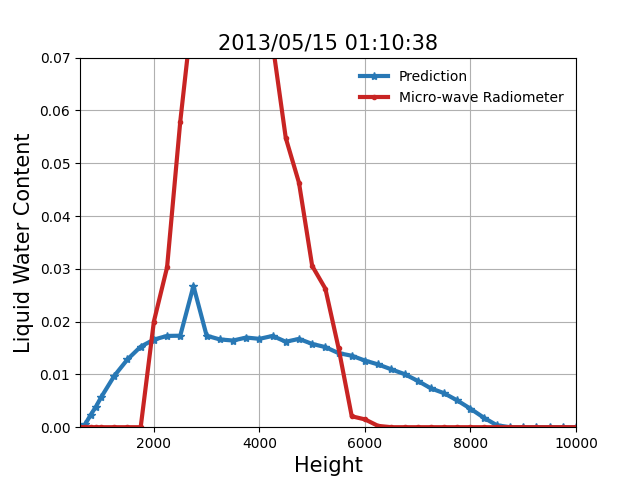 2013/05/15 01:10:38
0.07
0.06
0.05
0.04
0.03
0.02
0.01
0.00
Liquid Water Content
Prediction
Micro-wave Radiometer
2000 4000 6000 8000 10000
Height